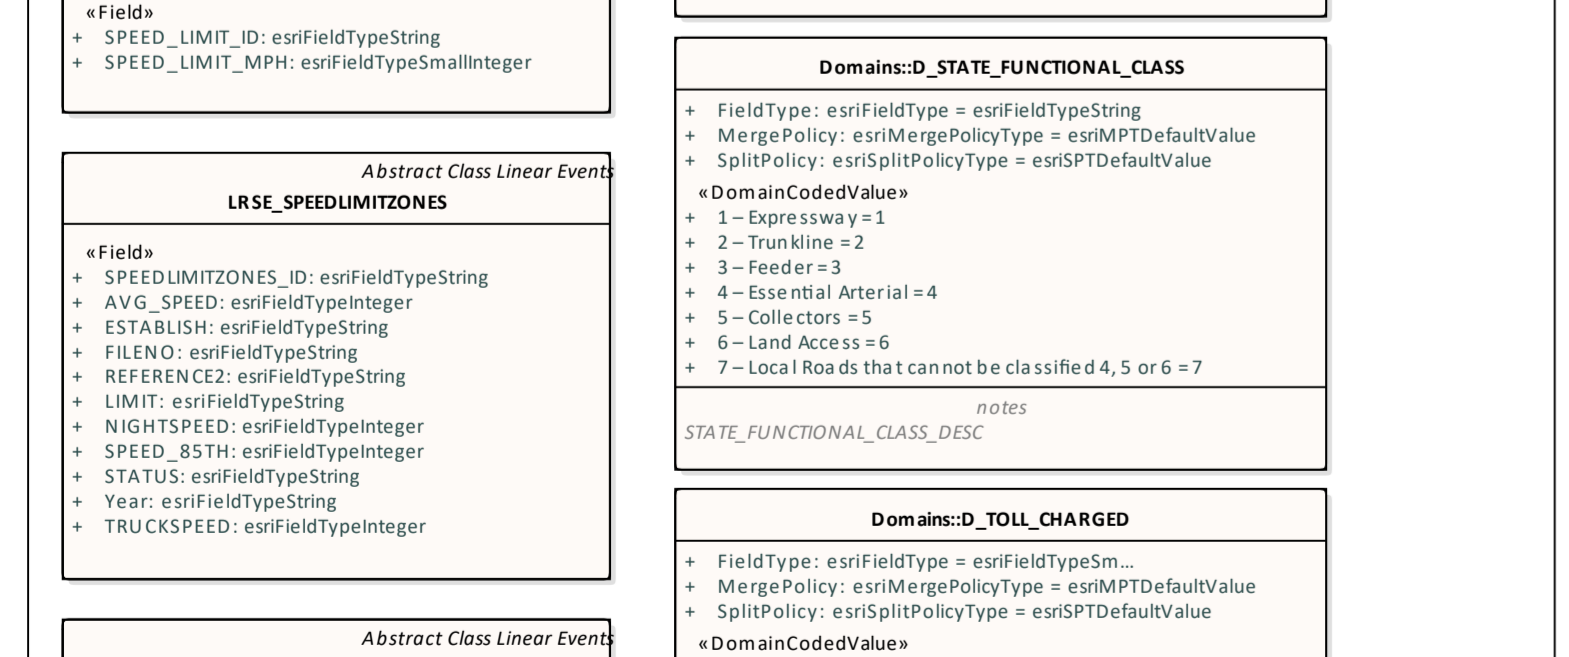 «Field»
+ SPEED_LIMIT_ID: esriFieldTypeString
+ SPEED_LIMIT_MPH: esriFieldTypeSmallInteger
Abstract Class Linear Events
LRSE_SPEEDLIMITZONES
«Field»
+ SPEEDLIMITZONES_ID: esriFieldTypeString
+ AVG_SPEED: esriFieldTypeInteger
+ ESTABLISH: esriFieldTypeString
+ FILENO: esriFieldTypeString
+ REFERENCE2: esriFieldTypeString
+ LIMIT: esriFieldTypeString
+ NIGHTSPEED: esriFieldTypeInteger
+ SPEED_85TH: esriFieldTypeInteger
+ STATUS: esriFieldTypeString
+ Year: esriFieldTypeString
+ TRUCKSPEED: esriFieldTypeInteger
Abstract Class Linear Events
Domains::D_STATE_FUNCTIONAL_CLASS
+ FieldType: esriFieldType = esriFieldTypeString
+ MergePolicy: esriMergePolicyType = esriMPTDefaultValue
+ SplitPolicy: esriSplitPolicyType = esriSPTDefaultValue
«DomainCodedValue»
+ 1 – Expressway = 1
+ 2 – Trunkline = 2
+ 3 – Feeder = 3
+ 4 – Essential Arterial = 4
+ 5 – Collectors = 5
+ 6 – Land Access = 6
+ 7 – Local Roads that cannot be classified 4, 5 or 6 = 7
notes
STATE_FUNCTIONAL_CLASS_DESC
Domains::D_TOLL_CHARGED
+ FieldType: esriFieldType = esriFieldTypeSm...
+ MergePolicy: esriMergePolicyType = esriMPTDefaultValue
+ SplitPolicy: esriSplitPolicyType = esriSPTDefaultValue
«DomainCodedValue»